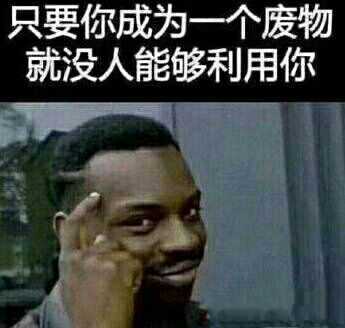 只要你成为一个废物
就没人能够利用你